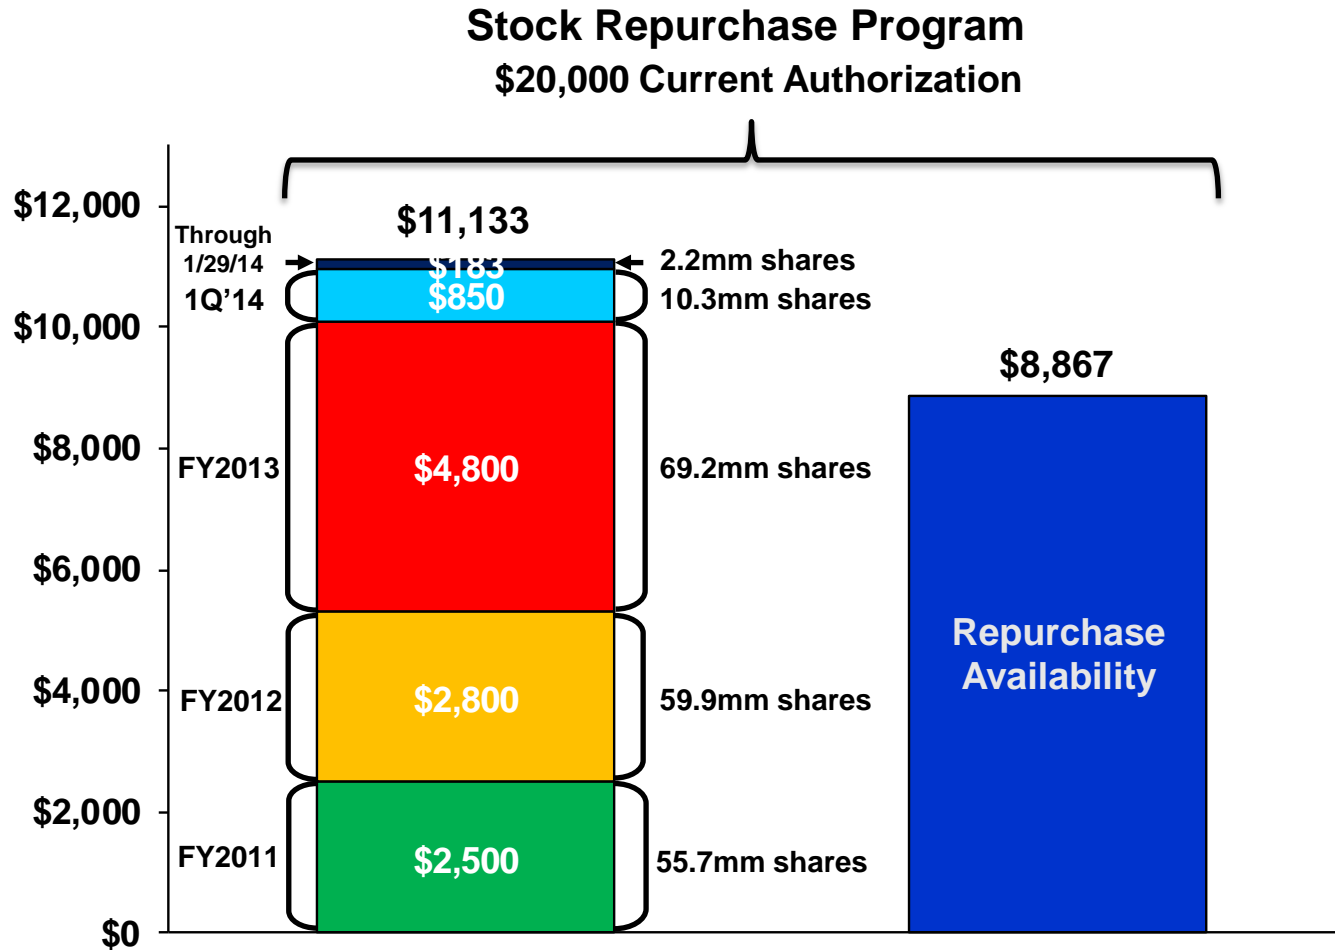 Stock Repurchase Program
$20,000 Current Authorization
$12,000
$10,000
$8,000
$6,000
$4,000
$2,000
$0
$11,133
Through
1/29/14
$183
2.2mm shares
1Q’14
$850
10.3mm shares
FY2013
$4,800
69.2mm shares
FY2012
$2,800
59.9mm shares
FY2011
$2,500
55.7mm shares
$8,867
Repurchase
Availability